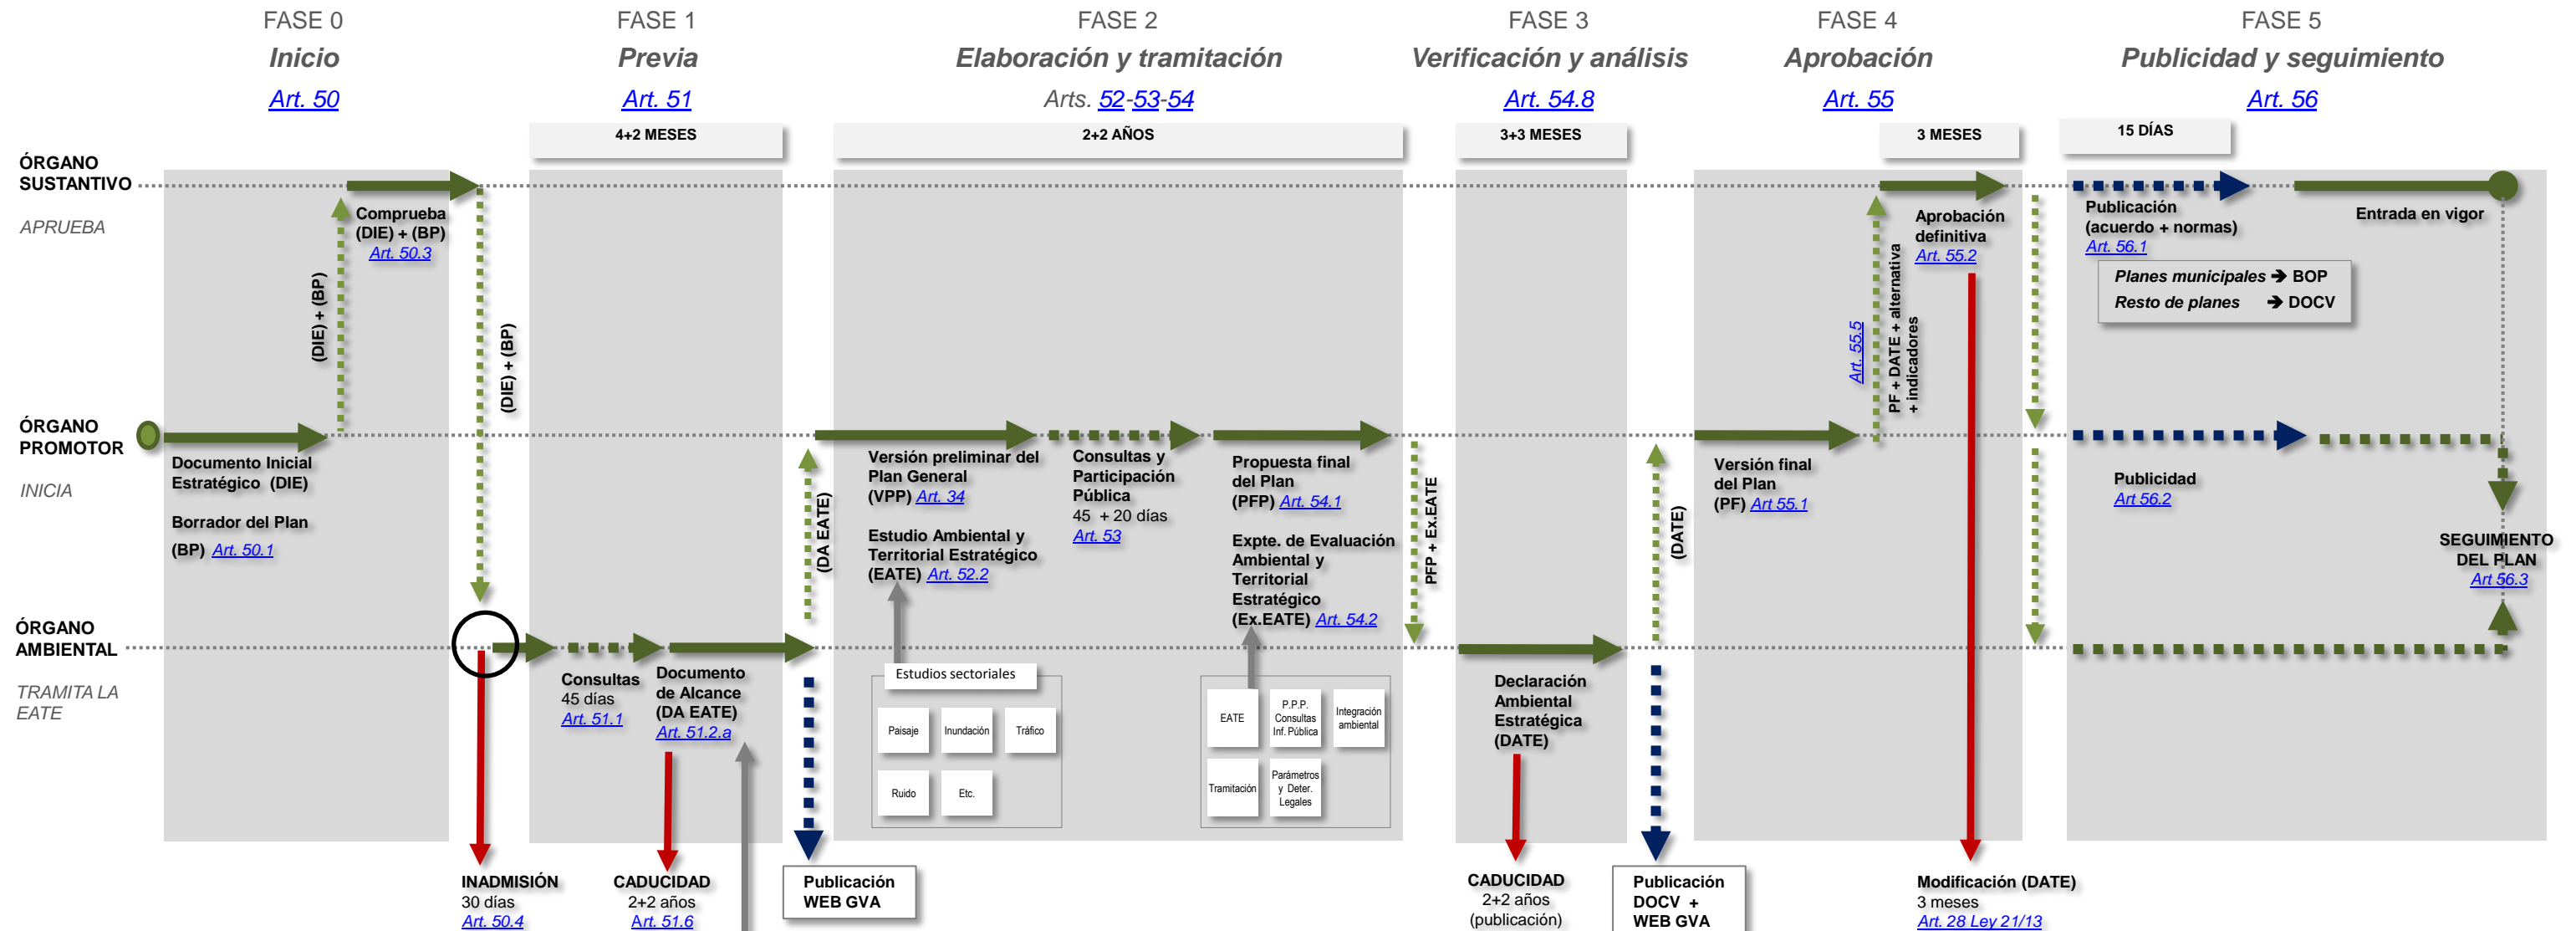 FASE 0
Inicio
Art. 50
FASE 1
Previa
Art. 51
FASE 2
Elaboración y tramitación
Arts. 52-53-54
FASE 3
Verificación y análisis
Art. 54.8
FASE 4
Aprobación
Art. 55
FASE 5
Publicidad y seguimiento
Art. 56
4+2 MESES
2+2 AÑOS
3+3 MESES
3 MESES
15 DÍAS
ÓRGANO
SUSTANTIVO
APRUEBA
Comprueba
(DIE) + (BP)
Art. 50.3
(DIE) + (BP)
(DIE) + (BP)
Aprobación
definitiva
Art. 55.2
Art. 55.5
PF + DATE + alternativa
+ indicadores
Publicación
(acuerdo + normas)
Art. 56.1
Planes municipales ➔ BOP
Resto de planes ➔ DOCV
Entrada en vigor
ÓRGANO
PROMOTOR
INICIA
Documento Inicial
Estratégico (DIE)
Borrador del Plan
(BP) Art. 50.1
(DA EATE)
Versión preliminar del
Plan General
(VPP) Art. 34
Estudio Ambiental y
Territorial Estratégico
(EATE) Art. 52.2
Consultas y
Participación
Pública
45 + 20 días
Art. 53
Propuesta final
del Plan
(PFP) Art. 54.1
Expte. de Evaluación
Ambiental y
Territorial
Estratégico
(Ex.EATE) Art. 54.2
PFP + Ex.EATE
(DATE)
Versión final
del Plan
(PF) Art 55.1
Publicidad
Art 56.2
SEGUIMIENTO
DEL PLAN
Art 56.3
ÓRGANO
AMBIENTAL
TRAMITA LA
EATE
Consultas
45 días
Art. 51.1
Documento
de Alcance
(DA EATE)
Art. 51.2.a
Estudios sectoriales
Paisaje
Inundación
Tráfico
Ruido
Etc.
EATE
P.P.P.
Consultas
Inf. Pública
Integración
ambiental
Tramitación
Parámetros
y Deter.
Legales
Declaración
Ambiental
Estratégica
(DATE)
INADMISIÓN
30 días
Art. 50.4
CADUCIDAD
2+2 años
Art. 51.6
Publicación
WEB GVA
CADUCIDAD
2+2 años
(publicación)
Publicación
DOCV +
WEB GVA
Modificación (DATE)
3 meses
Art. 28 Ley 21/13